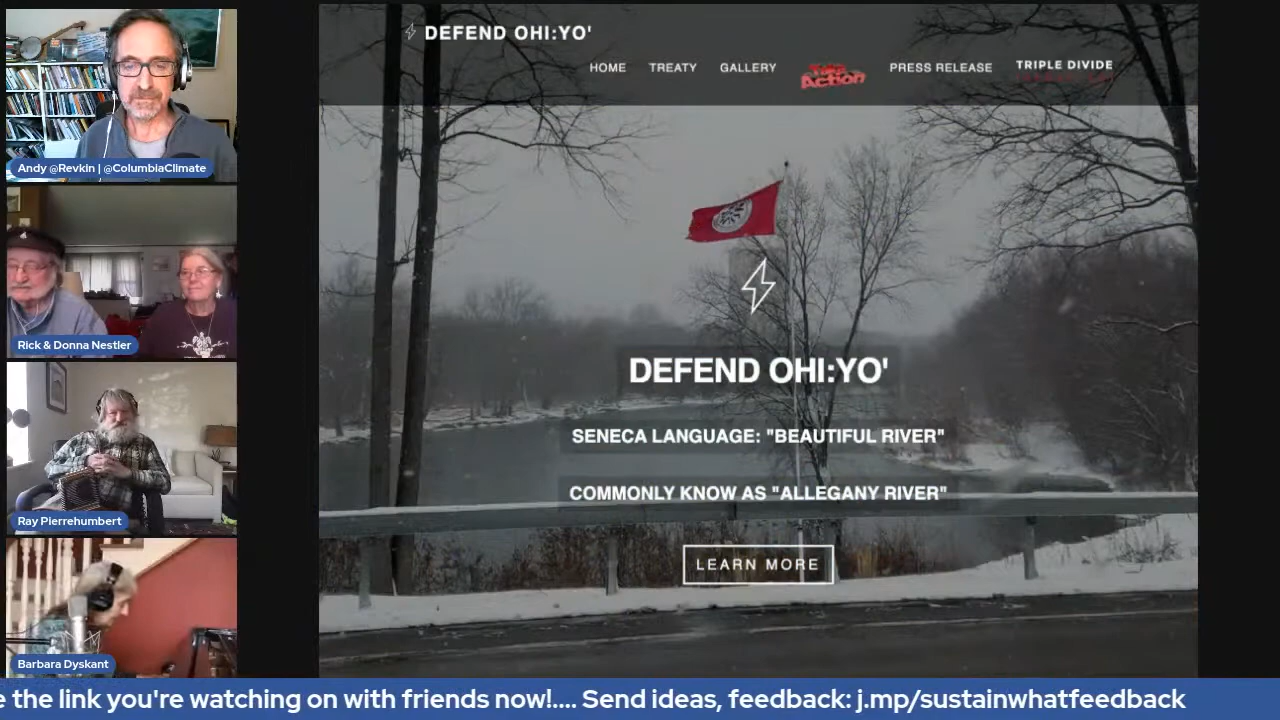 Andy @Revkin | @ColumbiaClimate
Rick & Donna Nestler
Ray Pierrehumbert
Barbara Dyskant
DEFEND OHI:YO'
HOME TREATY GALLERY Take Action PRESS RELEASE TRIPLE DIVIDE
DEFEND OHI:YO'
SENECA LANGUAGE: "BEAUTIFUL RIVER"
COMMONLY KNOW AS "ALLEGANY RIVER"
LEARN MORE
the link you're watching on with friends now!.... Send ideas, feedback: j.mp/sustainwhatfeedback